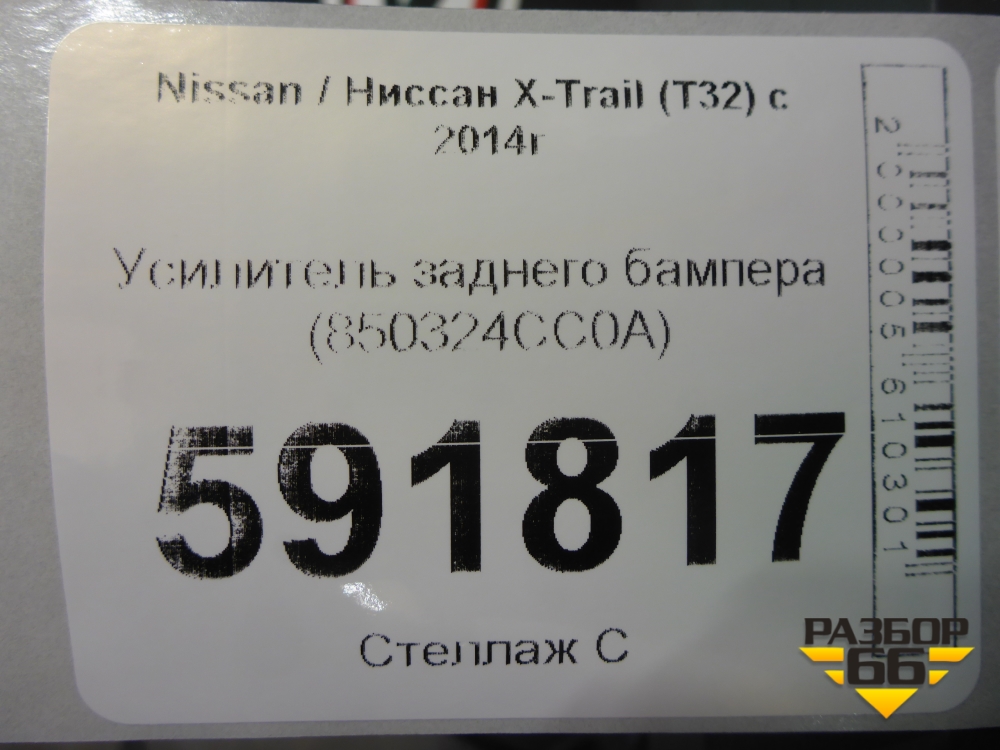 Nissan / Ниссан X-Trail (T32) с
2014г
Усилитель заднего бампера
(850324CC0A)
591817
Стеллаж С
2000005610301
РАЗБОР
66